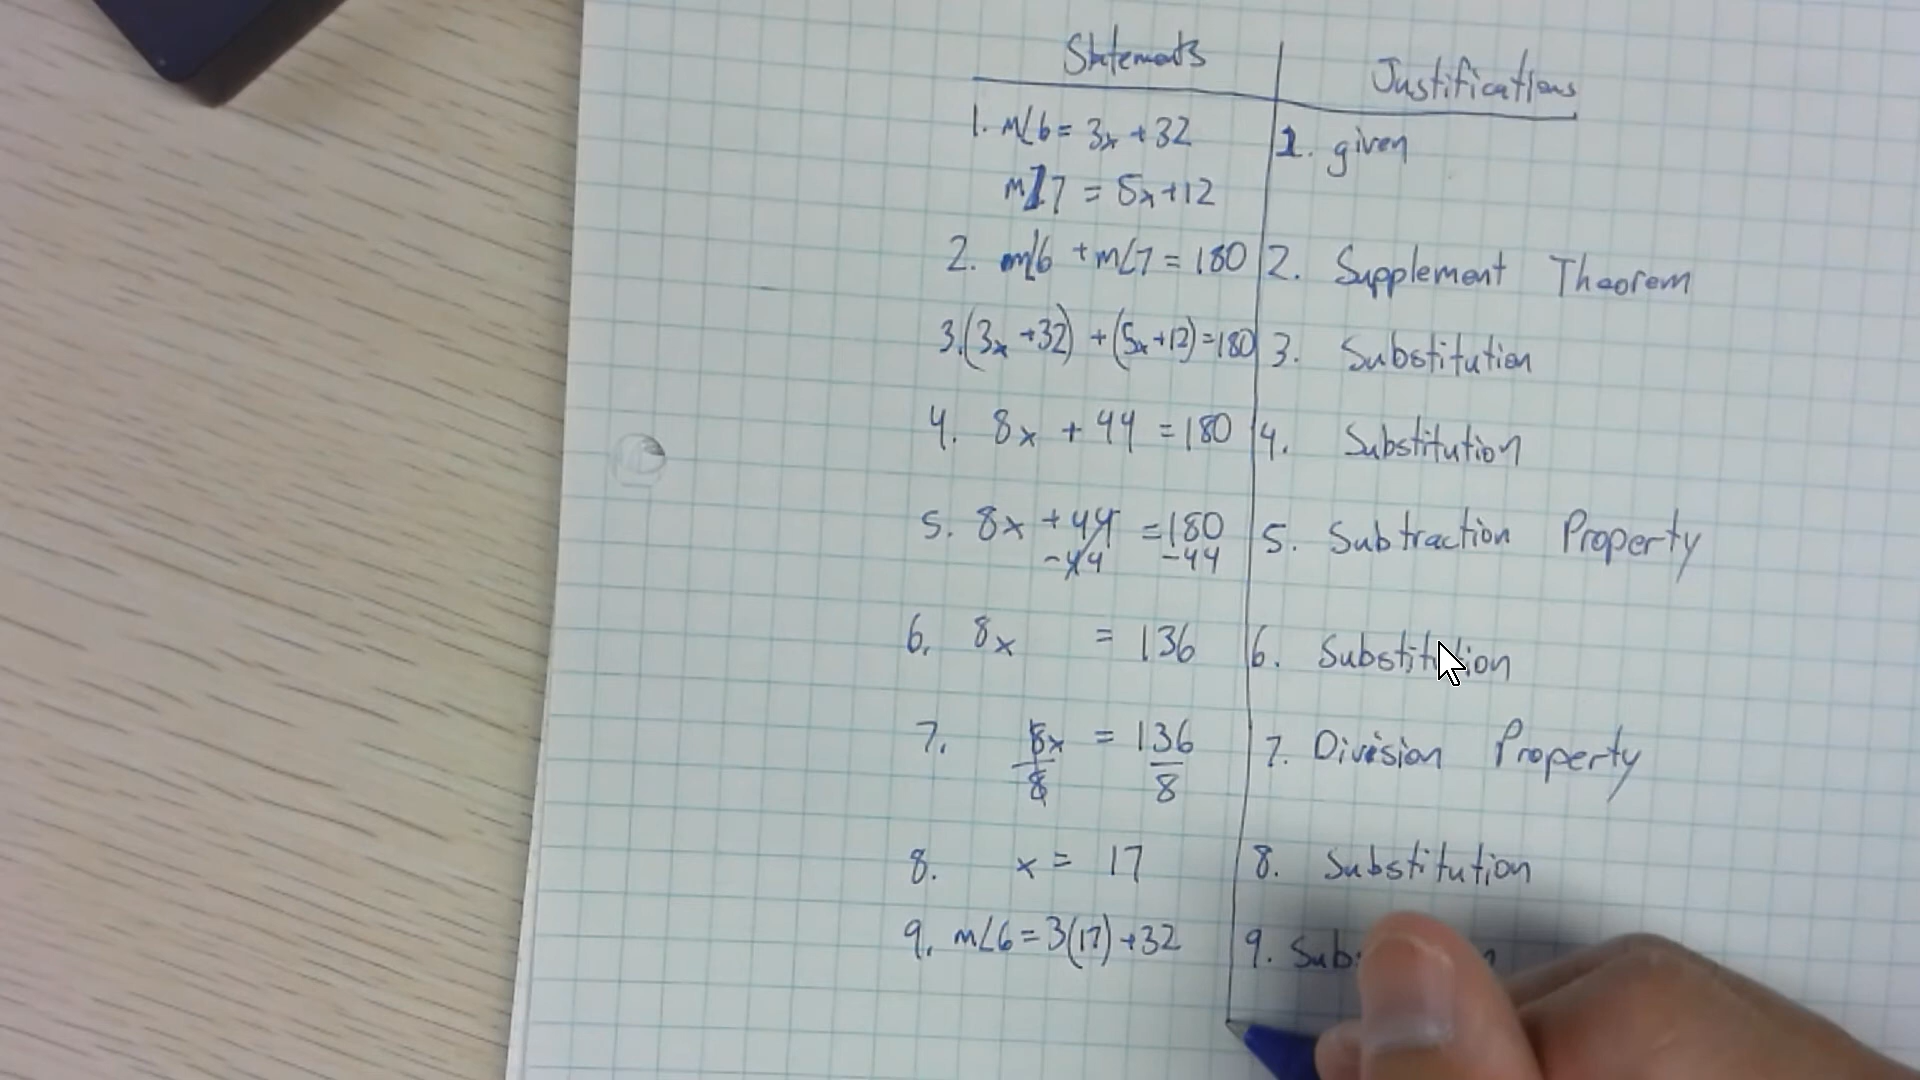 Statements | Justifications
1. m∠6 = 3x + 32 | 1. given
m∠7 = 5x + 12
2. m∠6 + m∠7 = 180 | 2. Supplement Theorem
3. (3x + 32) + (5x + 12) = 180 | 3. Substitution
4. 8x + 44 = 180 | 4. Substitution
5. 8x + 44 = 180 | 5. Subtraction Property
-44 -44
6. 8x = 136 | 6. Substitution
7. 8x/8 = 136/8 | 7. Division Property
8. x = 17 | 8. Substitution
9. m∠6 = 3(17) + 32 | 9.